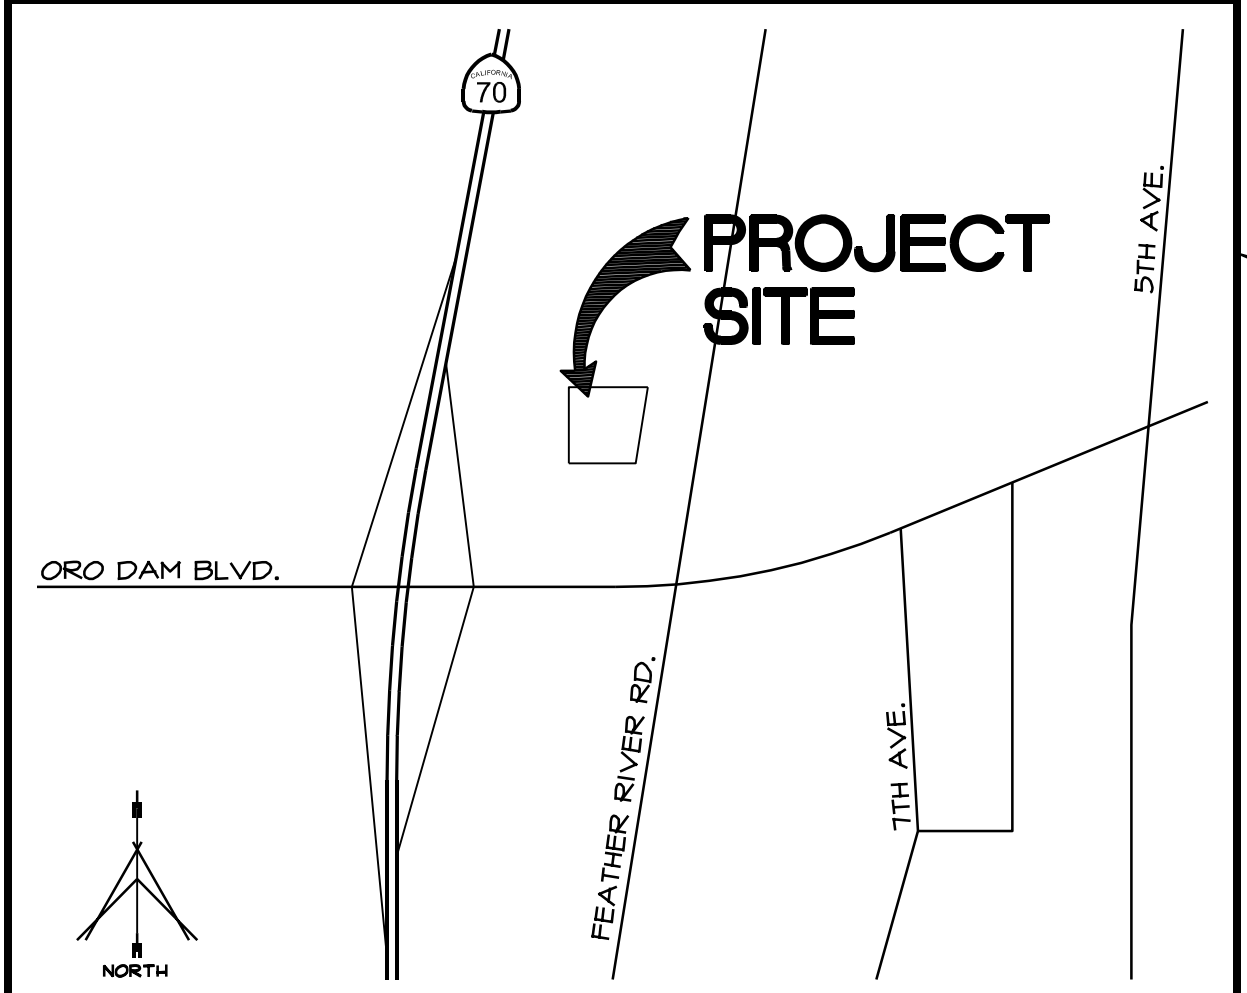 CALIFORNIA
70
5TH AVE.
PROJECT
SITE
ORO DAM BLVD.
FEATHER RIVER RD.
7TH AVE.
NORTH